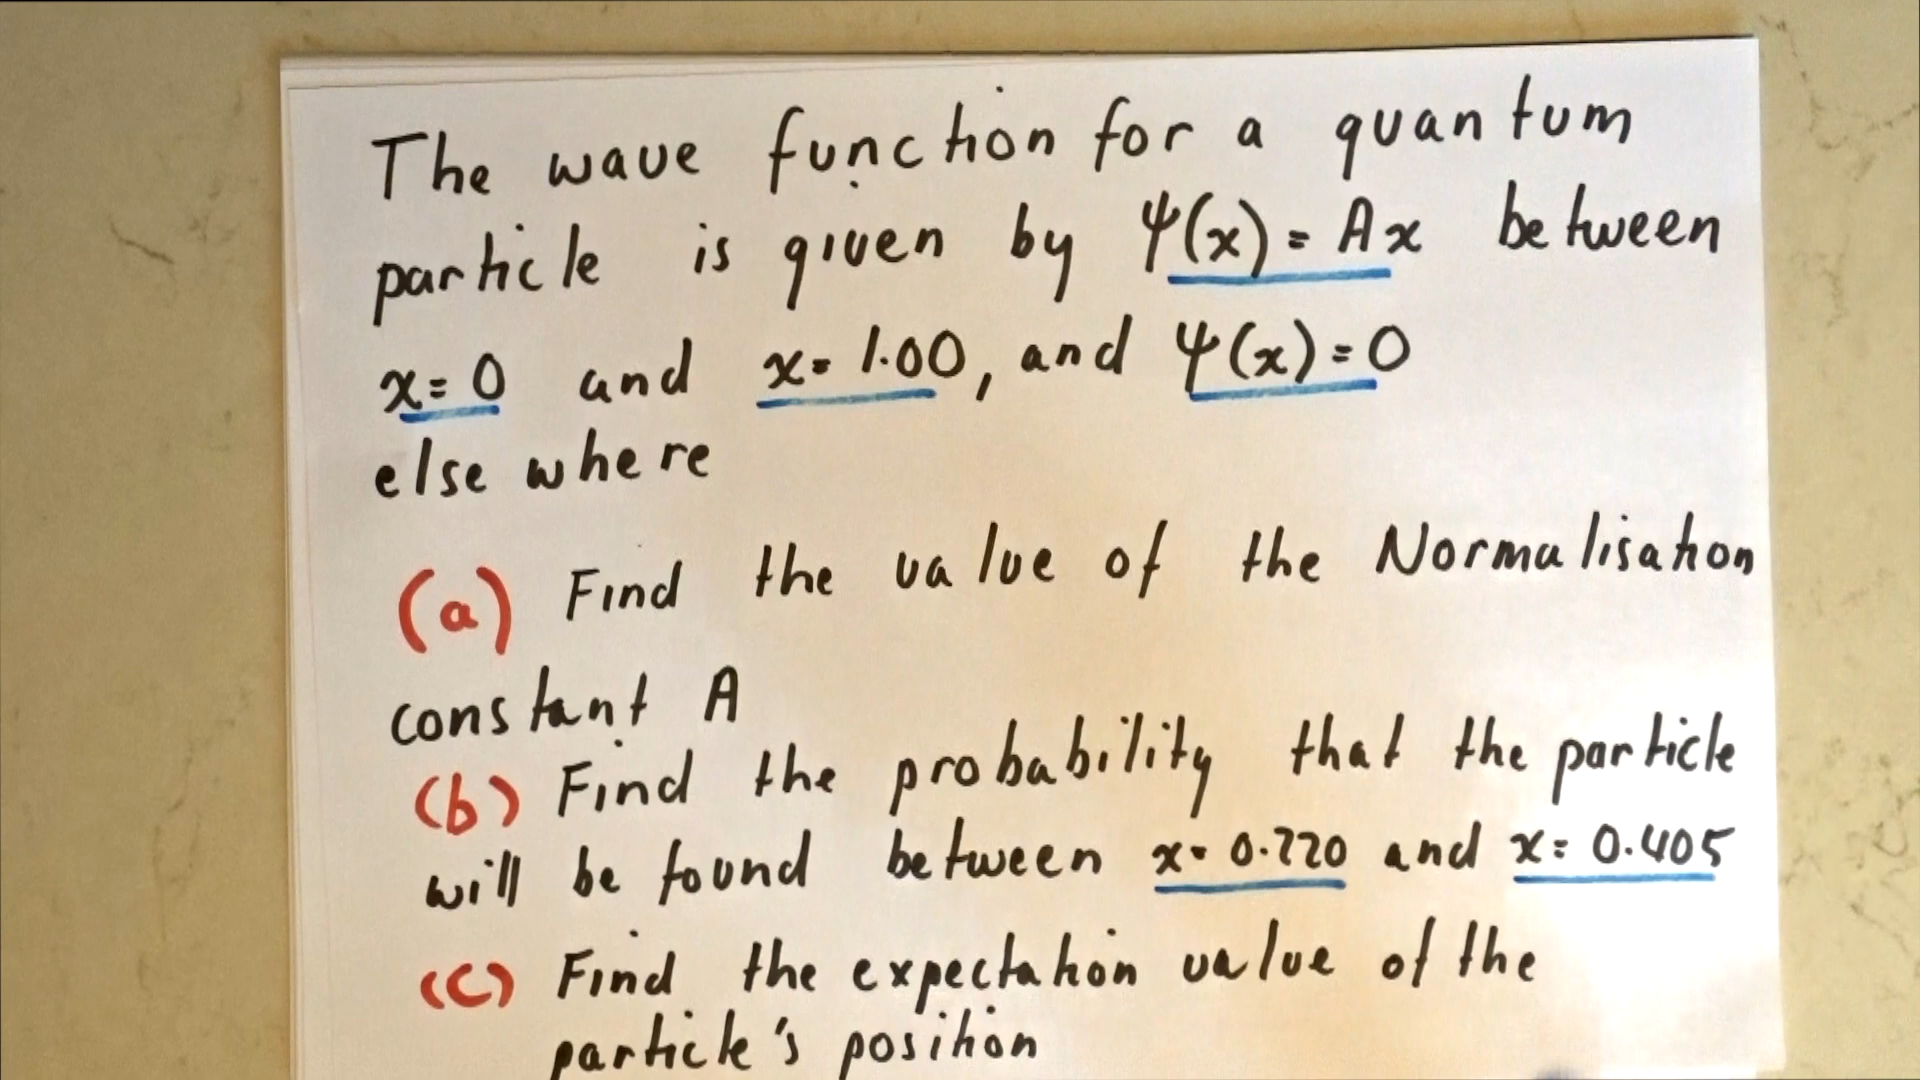 The wave function for a quantum
particle is given by ψ(x) = Ax between
x = 0 and x = 1.00, and ψ(x) = 0
elsewhere
(a) Find the value of the Normalisation
constant A
(b) Find the probability that the particle
will be found between x = 0.220 and x = 0.405
(c) Find the expectation value of the
particle's position